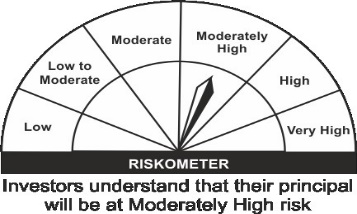 Low
Low to
Moderate
Moderate
Moderately
High
High
Very High
RISKOMETER
Investors understand that their principal
will be at Moderately High risk